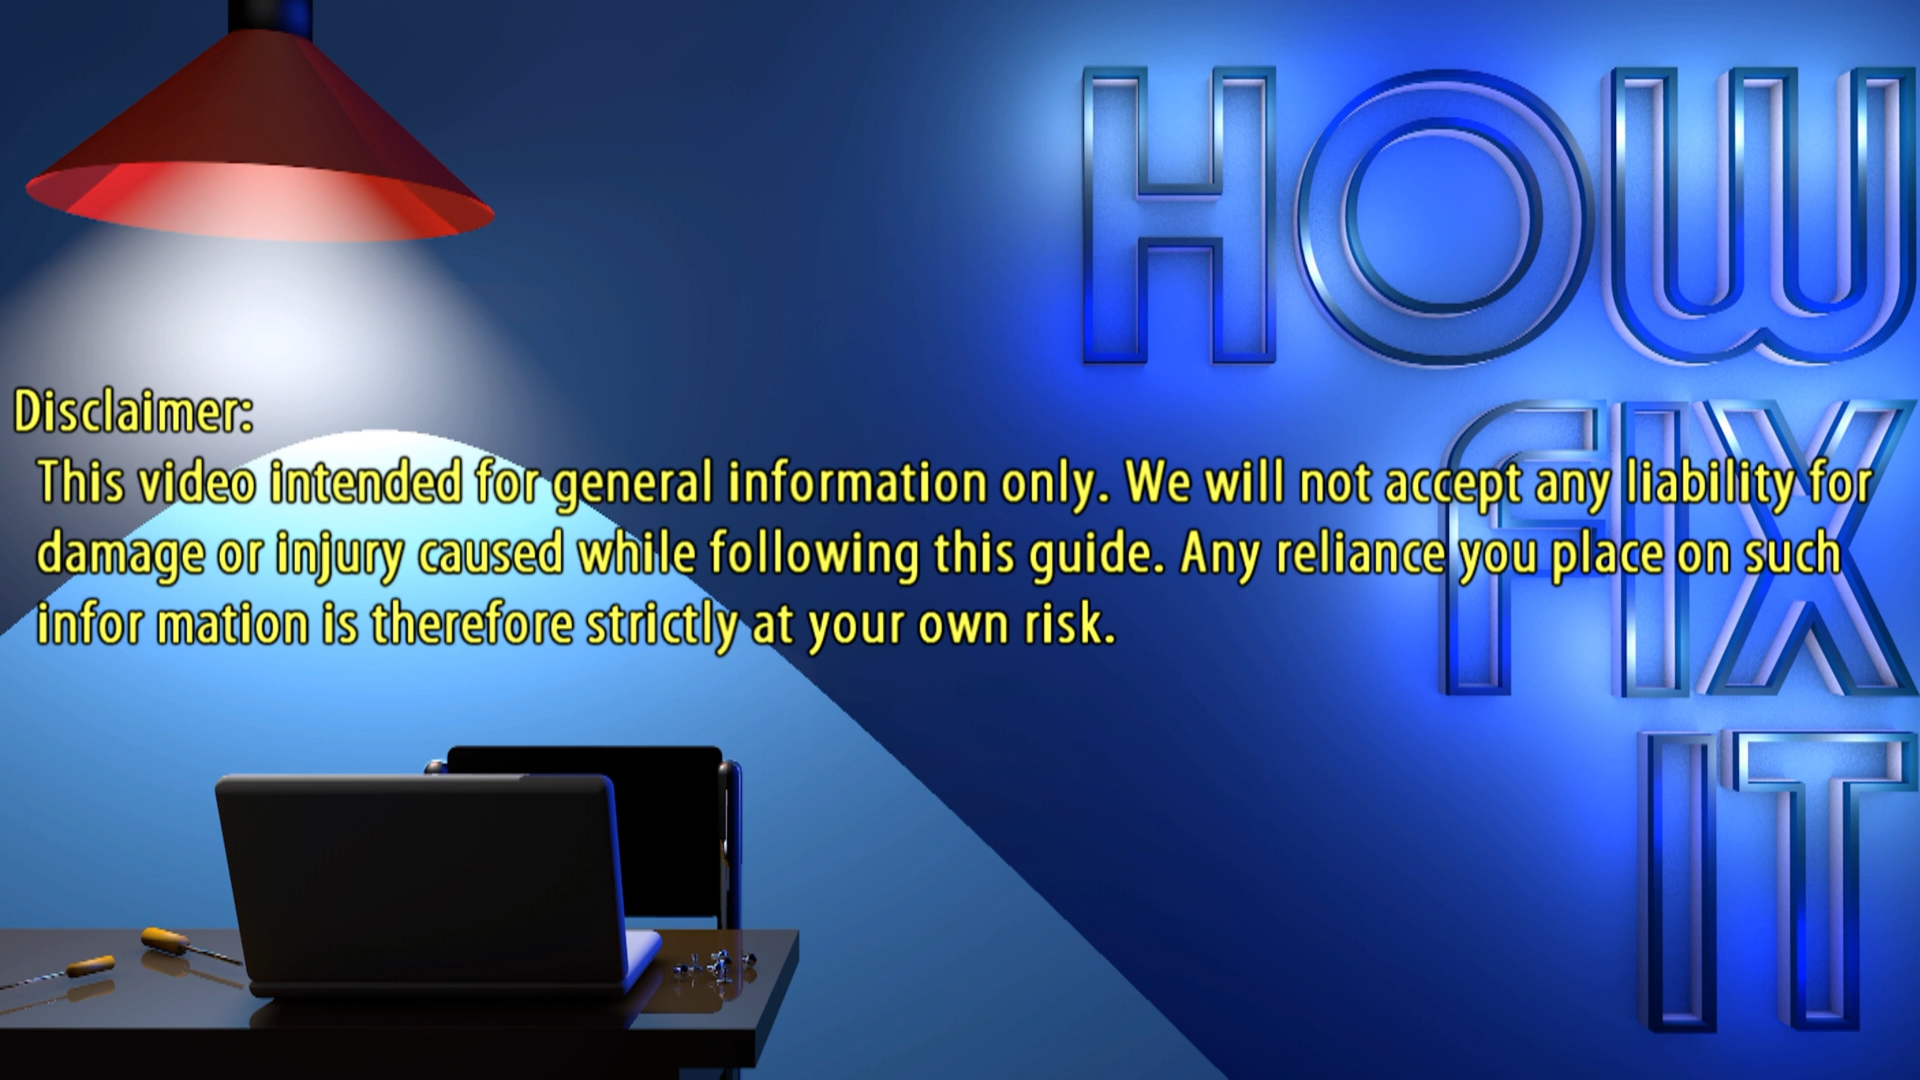 HOW
FIX
IT
Disclaimer:
This video intended for general information only. We will not accept any liability for
damage or injury caused while following this guide. Any reliance you place on such
infor mation is therefore strictly at your own risk.